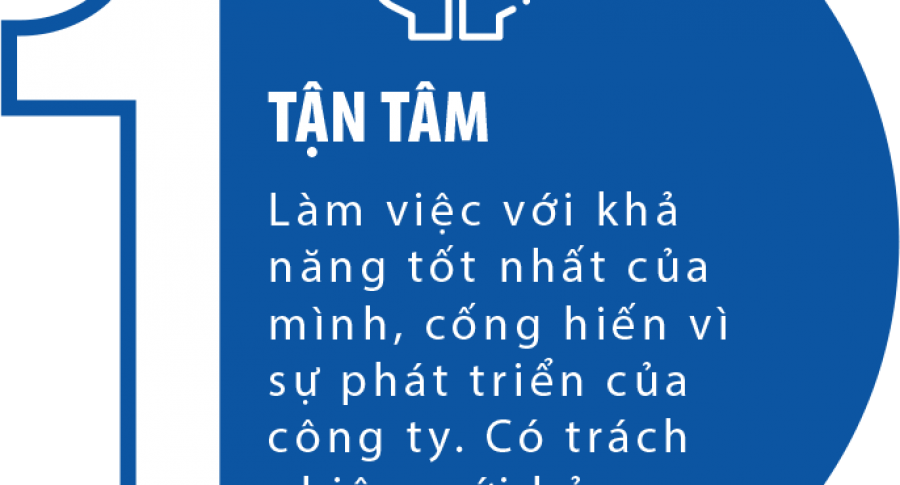 1
TẬN TÂM
Làm việc với khả
năng tốt nhất của
mình, cống hiến vì
sự phát triển của
công ty. Có trách